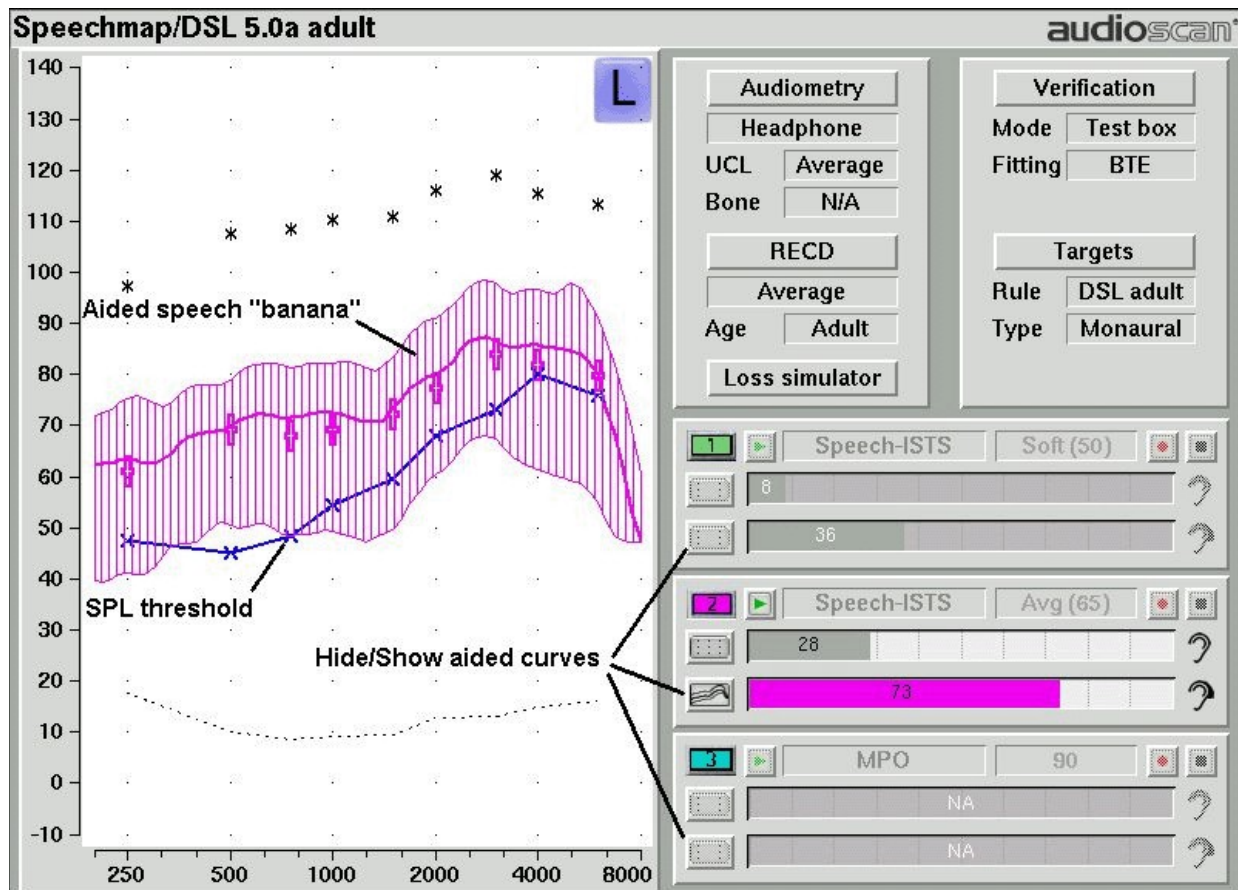 Speechmap/DSL 5.0a adult
audioscan
140
130
120
110
100
90
80
70
60
50
40
30
20
10
0
-10
250 500 1000 2000 4000 8000
L
Aided speech "banana"
SPL threshold
Hide/Show aided curves
Audiometry
Headphone
UCL Average
Bone N/A
RECD
Average
Age Adult
Loss simulator
Verification
Mode Test box
Fitting BTE
Targets
Rule DSL adult
Type Monaural
1 Speech-ISTS Soft (50)
8
36
2 Speech-ISTS Avg (65)
28
73
3 MPO 90
NA
NA